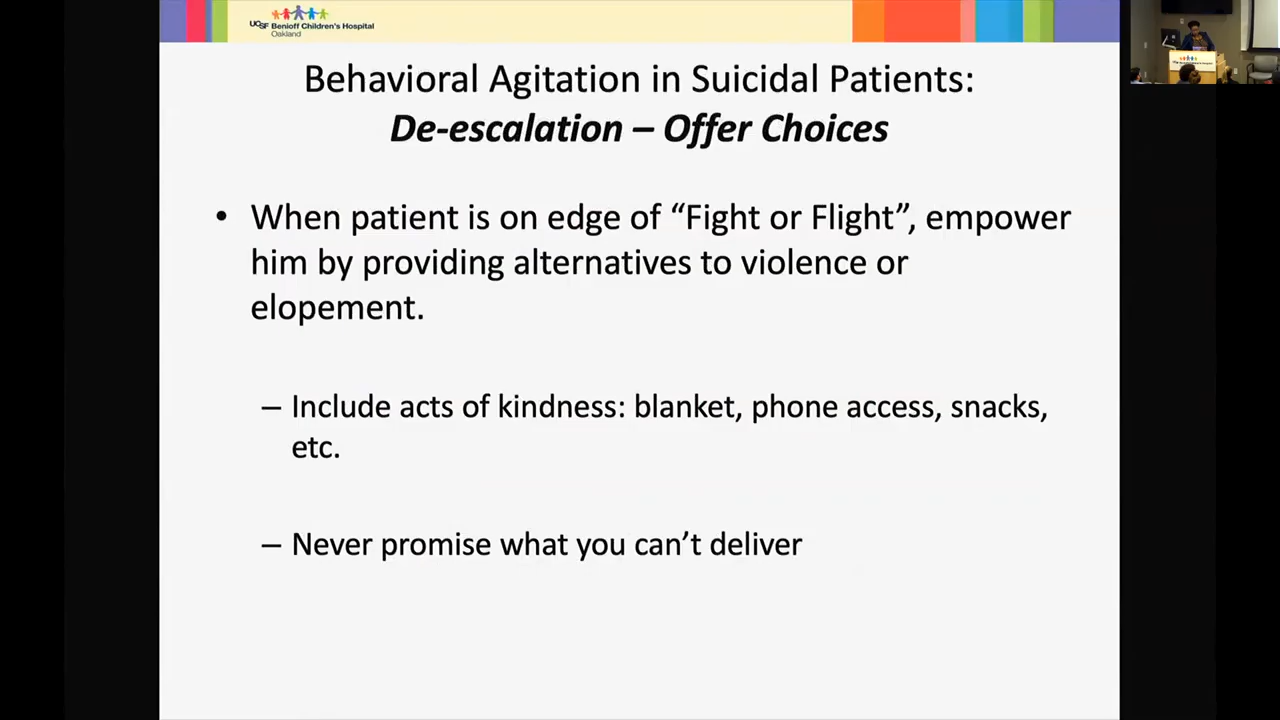 UCSF Benioff Children's Hospital
Oakland
Behavioral Agitation in Suicidal Patients:
De-escalation – Offer Choices
• When patient is on edge of “Fight or Flight”, empower
him by providing alternatives to violence or
elopement.
– Include acts of kindness: blanket, phone access, snacks,
etc.
– Never promise what you can’t deliver